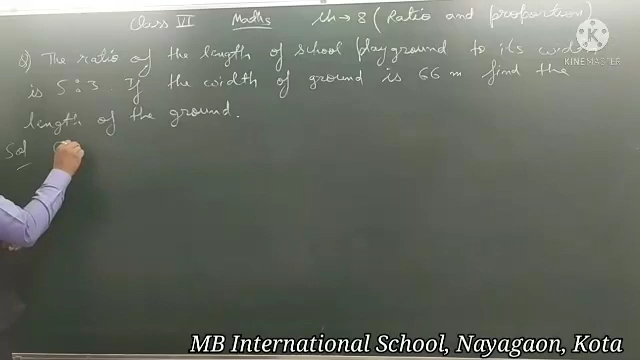 Class VI Maths Ch → 8 (Ratio and proportion)
Q) The ratio of the length of school playground to its width
is 5:3. If the width of ground is 66 m find the
length of the ground.
Sol
KINEMASTER
MB International School, Nayagaon, Kota